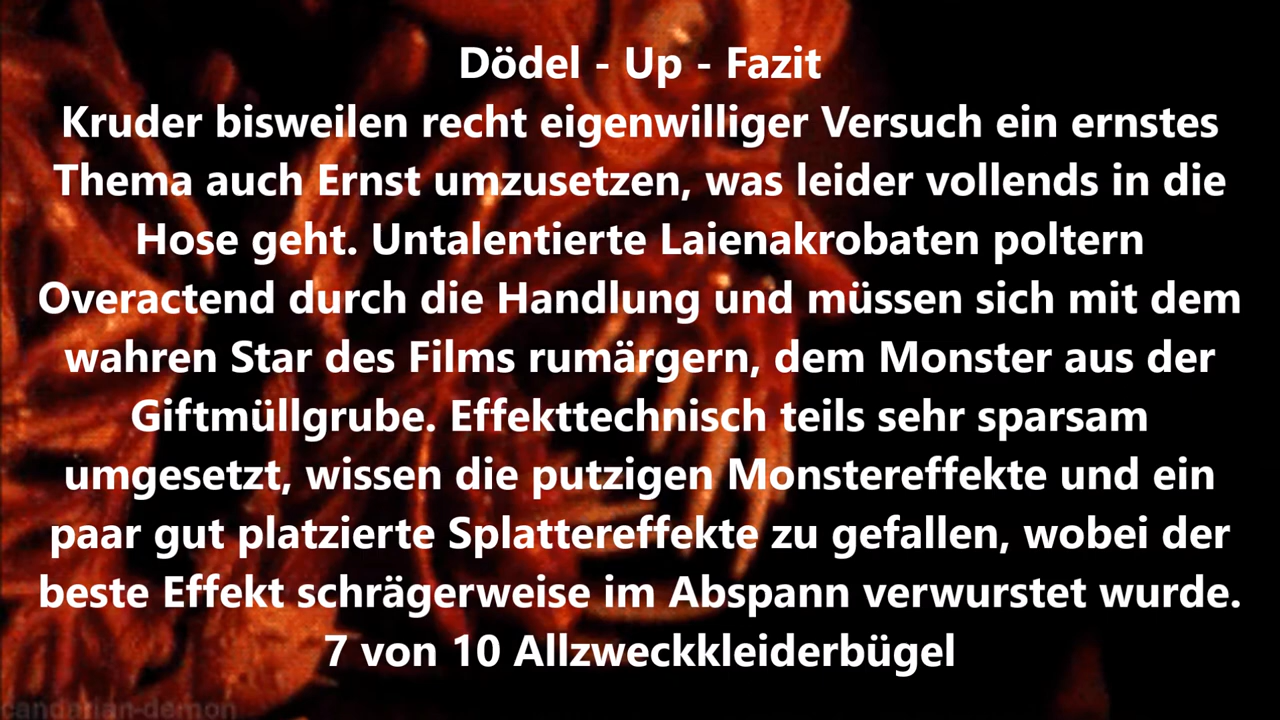 Dödel - Up - Fazit
Kruder bisweilen recht eigenwilliger Versuch ein ernstes
Thema auch Ernst umzusetzen, was leider vollends in die
Hose geht. Untalentierte Laienakrobaten poltern
Overactend durch die Handlung und müssen sich mit dem
wahren Star des Films rumärgern, dem Monster aus der
Giftmüllgrube. Effekttechnisch teils sehr sparsam
umgesetzt, wissen die putzigen Monstereffekte und ein
paar gut platzierte Splattereffekte zu gefallen, wobei der
beste Effekt schrägerweise im Abspann verwurstet wurde.
7 von 10 Allzweckkleiderbügel
candarian-demon